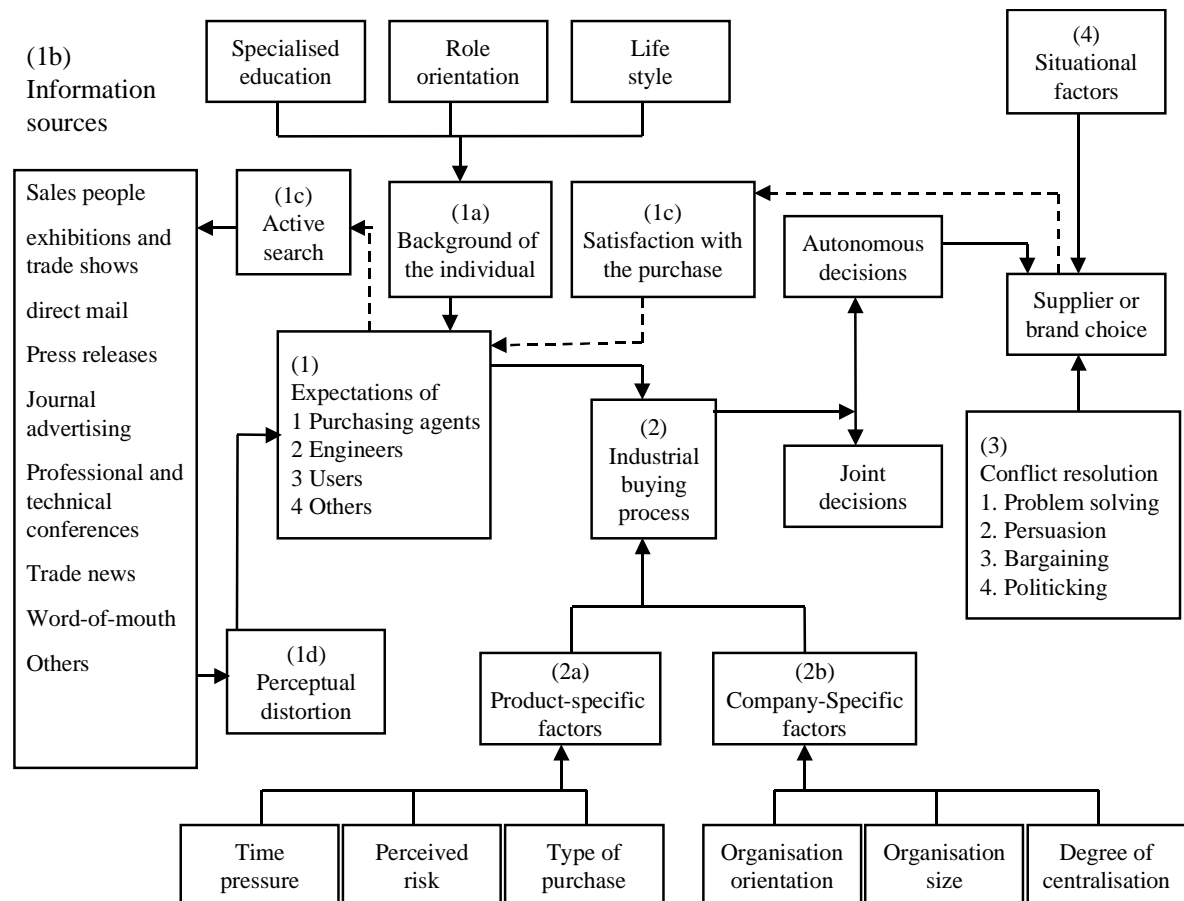 (1b)
Information
sources
Specialised
education
Role
orientation
Life
style
(4)
Situational
factors
Sales people
exhibitions and
trade shows
direct mail
Press releases
Journal
advertising
Professional and
technical
conferences
Trade news
Word-of-mouth
Others
(1c)
Active
search
(1a)
Background of
the individual
(1c)
Satisfaction with
the purchase
Autonomous
decisions
Supplier or
brand choice
(1)
Expectations of
1 Purchasing agents
2 Engineers
3 Users
4 Others
(2)
Industrial
buying
process
Joint
decisions
(3)
Conflict resolution
1. Problem solving
2. Persuasion
3. Bargaining
4. Politicking
(1d)
Perceptual
distortion
(2a)
Product-specific
factors
(2b)
Company-Specific
factors
Time
pressure
Perceived
risk
Type of
purchase
Organisation
orientation
Organisation
size
Degree of
centralisation